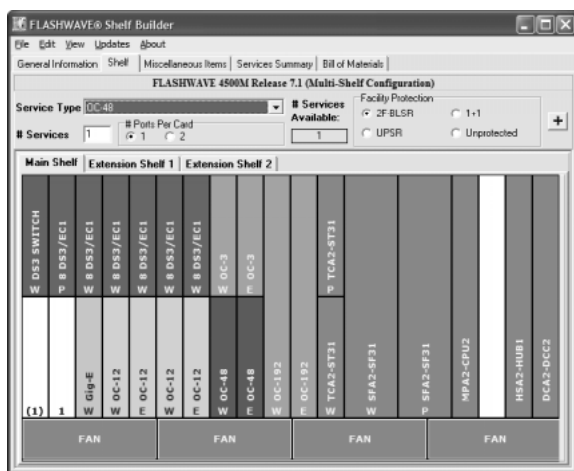 FLASHWAVE® Shelf Builder
File Edit View Updates About
General Information Shelf Miscellaneous Items Services Summary Bill of Materials
FLASHWAVE 4500M Release 7.1 (Multi-Shelf Configuration)
Service Type OC-48
# Services 1
# Ports Per Card
1 2
# Services Available:
1
Facility Protection
2F-BLSR 1+1
UPSR Unprotected
+
Main Shelf Extension Shelf 1 Extension Shelf 2
DS3 SWITCH W
8 DS3/EC1 P
8 DS3/EC1 W
8 DS3/EC1 W
8 DS3/EC1 W
8 DS3/EC1 W
8 DS3/EC1 W
OC-3 W
OC-3 E
TCA2-ST31 P
(1)
1
Gig-E W
OC-12 W
OC-12 E
OC-12 W
OC-12 E
OC-48 W
OC-48 E
OC-192 W
OC-192 E
TCA2-ST31 W
SFA2-SF31 W
SFA2-SF31 P
MPA2-CPU2
HSA2-HUB1
DCA2-DCC2
FAN FAN FAN FAN